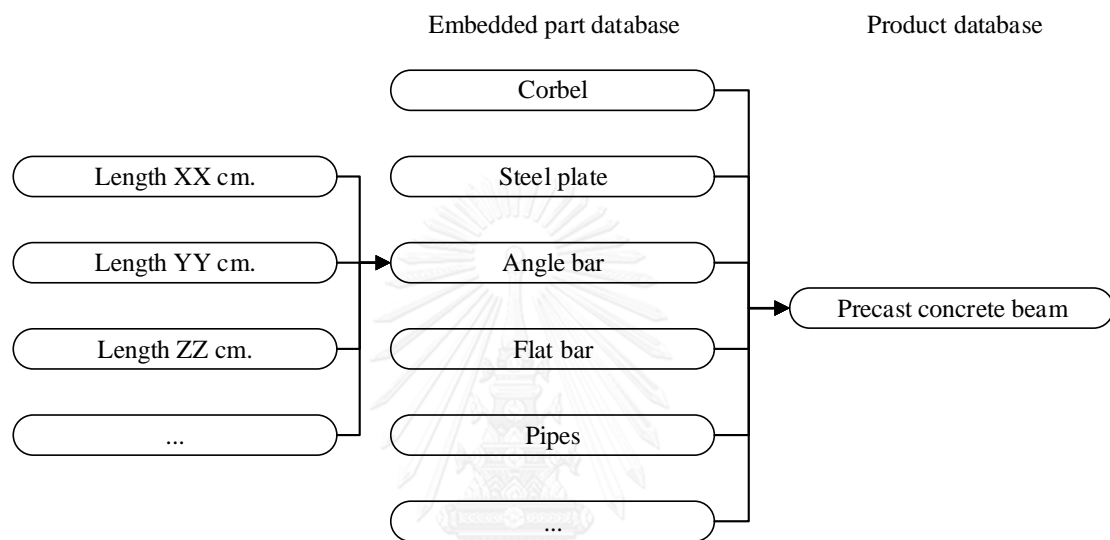 Embedded part database
Product database
Corbel
Length XX cm.
Steel plate
Length YY cm.
Angle bar
Precast concrete beam
Length ZZ cm.
Flat bar
...
Pipes
...